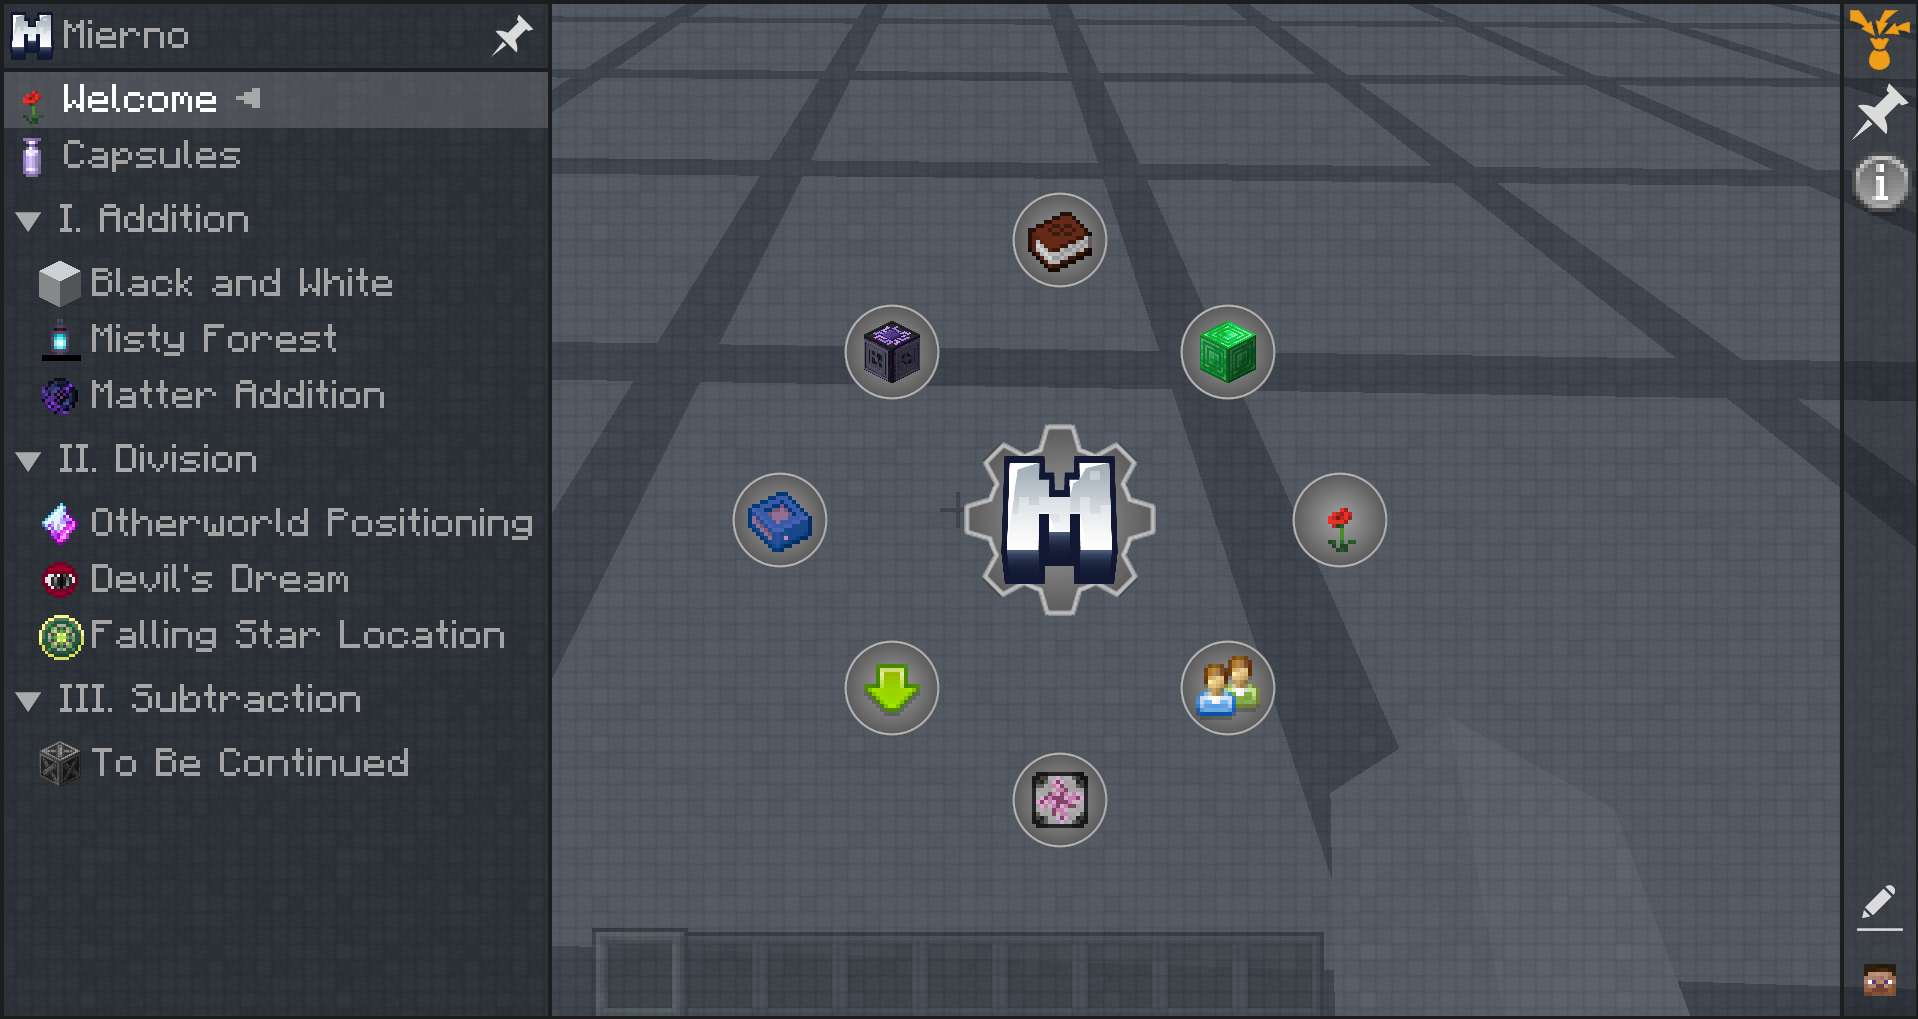 Mierno
Welcome
Capsules
I. Addition
Black and White
Misty Forest
Matter Addition
II. Division
Otherworld Positioning
Devil's Dream
Falling Star Location
III. Subtraction
To Be Continued
M
i